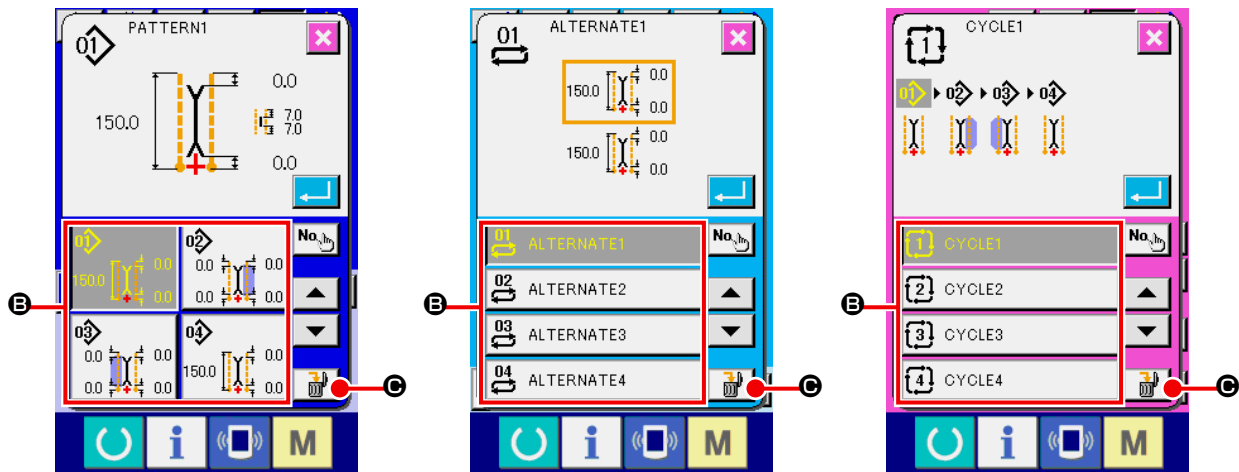 01 PATTERN1
0.0
150.0 7.0
7.0
0.0
01 02
0.0 0.0 0.0
150.0
0.0 0.0 0.0
03 04
0.0 0.0 0.0
150.0
0.0 0.0 0.0
No.
B
C
i M
01 ALTERNATE1
0.0
150.0
0.0
0.0
150.0
0.0
01 ALTERNATE1
02 ALTERNATE2
03 ALTERNATE3
04 ALTERNATE4
No.
B
C
i M
1 CYCLE1
01 02 03 04
1 CYCLE1
2 CYCLE2
3 CYCLE3
4 CYCLE4
No.
B
C
i M